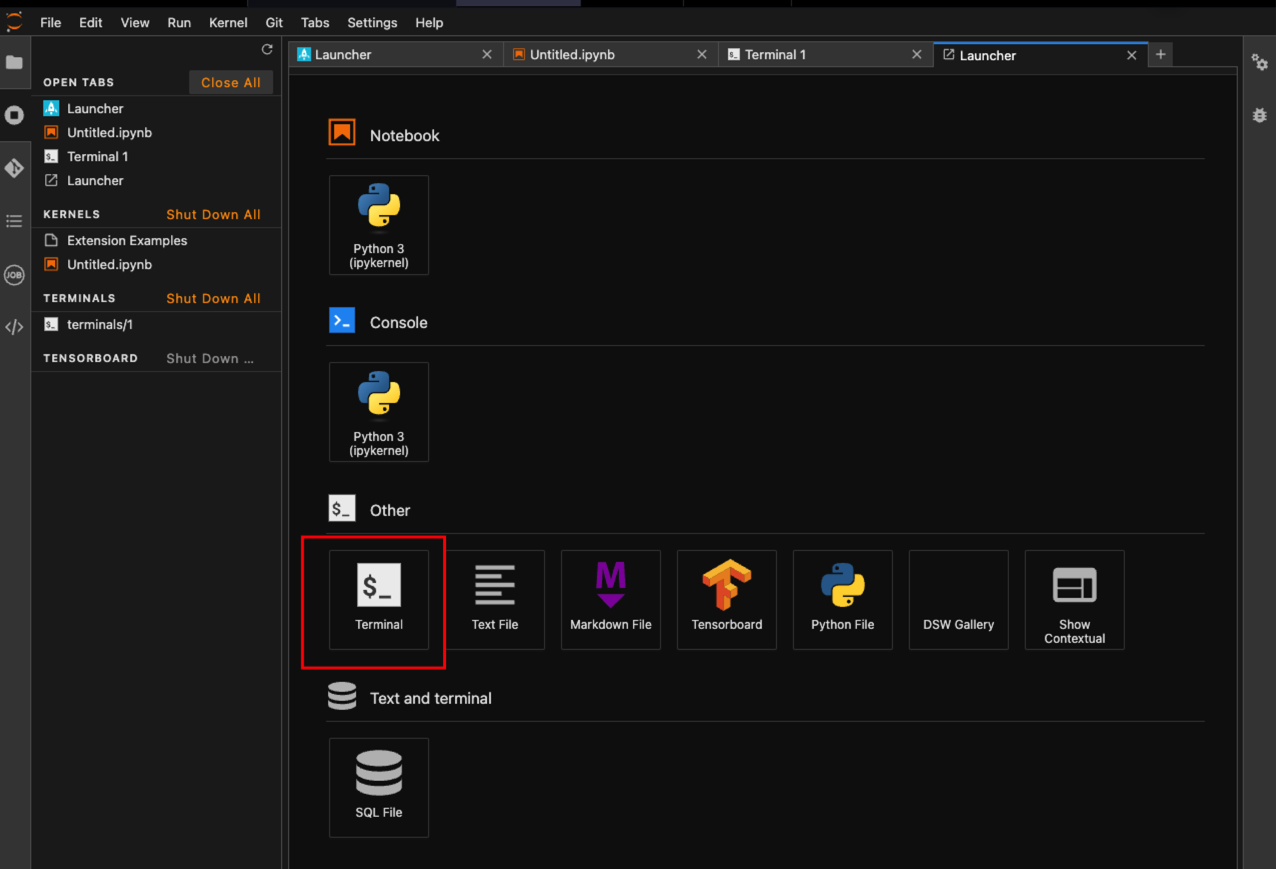 File Edit View Run Kernel Git Tabs Settings Help
Launcher Untitled.ipynb Terminal 1 Launcher
OPEN TABS Close All
Launcher
Untitled.ipynb
Terminal 1
Launcher
KERNELS Shut Down All
Extension Examples
Untitled.ipynb
TERMINALS Shut Down All
$_ terminals/1
TENSORBOARD Shut Down ...
JOB
Notebook
Python 3
(ipykernel)
>_ Console
Python 3
(ipykernel)
$_ Other
$_
Terminal
Text File
M
Markdown File
Tensorboard
Python File
DSW Gallery
Show
Contextual
Text and terminal
SQL File